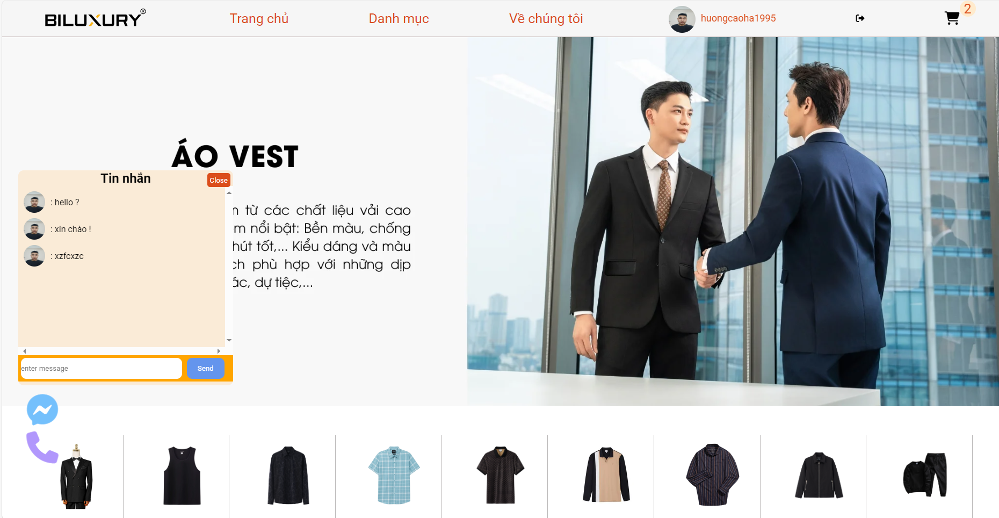 BILUXURY®
Trang chủ
Danh mục
Về chúng tôi
huongcaoha1995
2
ÁO VEST
Tin nhắn
Close
: hello ?
: xin chào !
: xzfcxzc
từ các chất liệu vải cao
nổi bật: Bền màu, chống
hút tốt,... Kiểu dáng và màu
phù hợp với những dịp
dự tiệc,...
enter message
Send